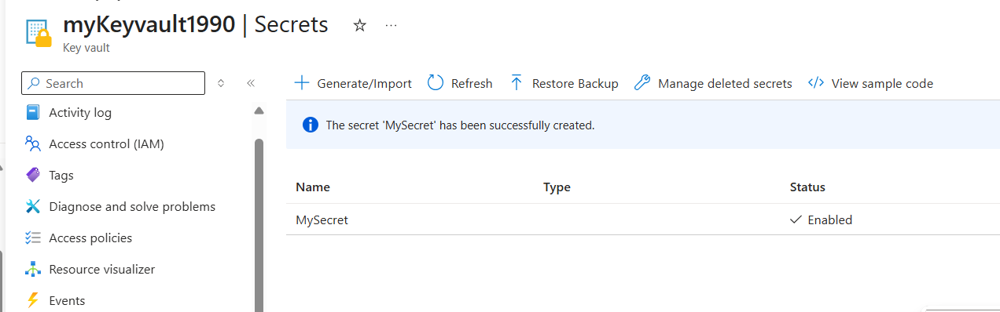 myKeyvault1990 | Secrets
Key vault
Search
Activity log
Access control (IAM)
Tags
Diagnose and solve problems
Access policies
Resource visualizer
Events
Generate/Import Refresh Restore Backup Manage deleted secrets View sample code
The secret 'MySecret' has been successfully created.
Name Type Status
MySecret Enabled